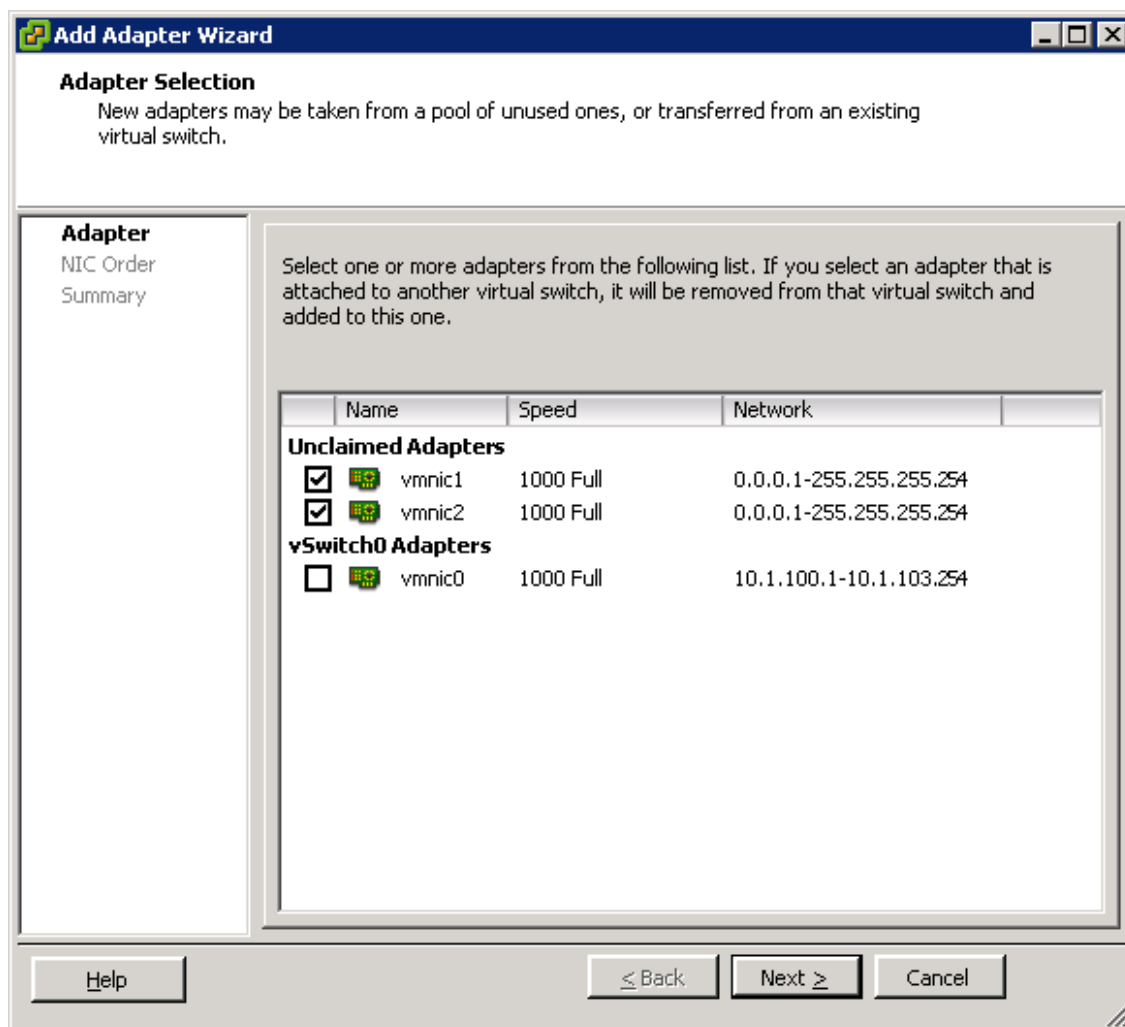 Add Adapter Wizard
Adapter Selection
New adapters may be taken from a pool of unused ones, or transferred from an existing
virtual switch.
Adapter
NIC Order
Summary
Select one or more adapters from the following list. If you select an adapter that is
attached to another virtual switch, it will be removed from that virtual switch and
added to this one.
Name Speed Network
Unclaimed Adapters
vmnic1 1000 Full 0.0.0.1-255.255.255.254
vmnic2 1000 Full 0.0.0.1-255.255.255.254
vSwitch0 Adapters
vmnic0 1000 Full 10.1.100.1-10.1.103.254
Help ≤ Back Next ≥ Cancel